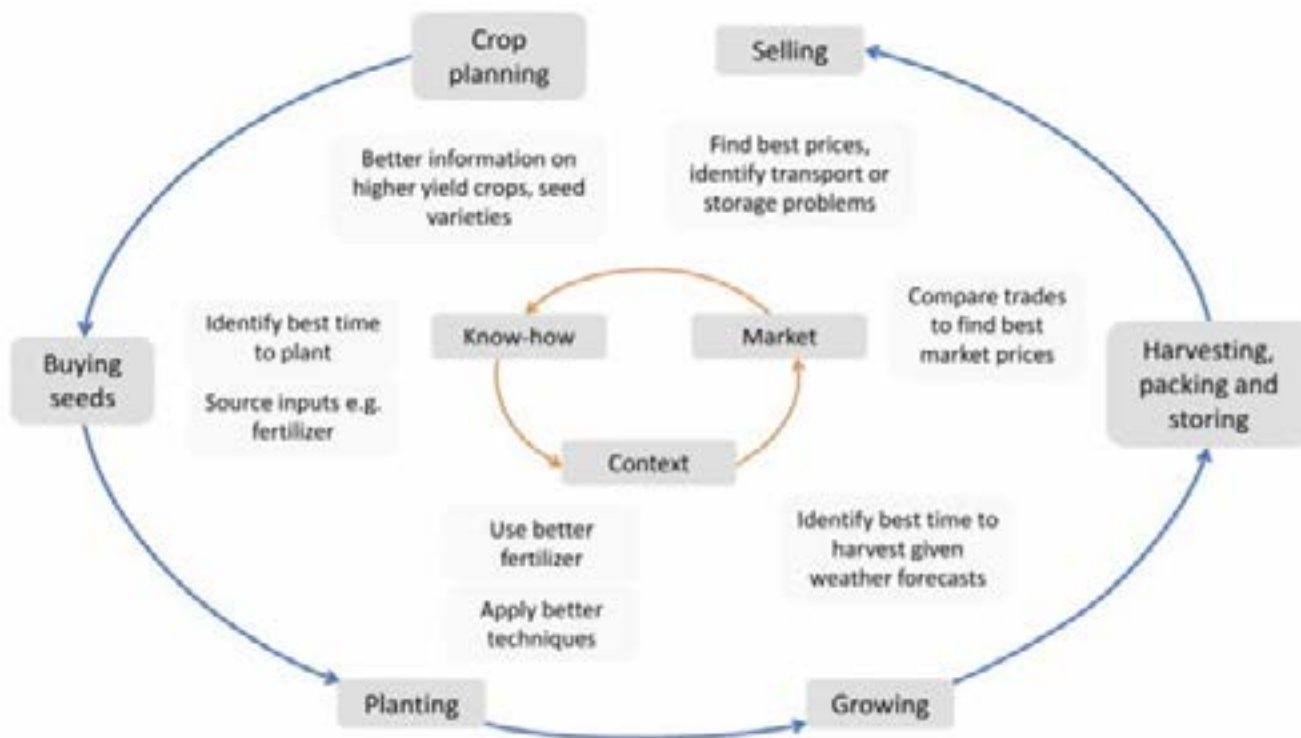 Crop
planning
Selling
Better information on
higher yield crops, seed
varieties
Find best prices,
identify transport or
storage problems
Identify best time
to plant
Know-how
Market
Compare trades
to find best
market prices
Buying
seeds
Source inputs e.g.
fertilizer
Harvesting,
packing and
storing
Context
Use better
fertilizer
Identify best time to
harvest given
weather forecasts
Apply better
techniques
Planting
Growing